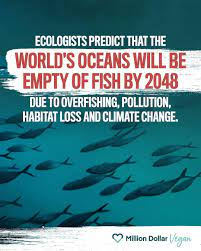 ECOLOGISTS PREDICT THAT THE
WORLD'S OCEANS WILL BE
EMPTY OF FISH BY 2048
DUE TO OVERFISHING, POLLUTION,
HABITAT LOSS AND CLIMATE CHANGE.
Million Dollar Vegan